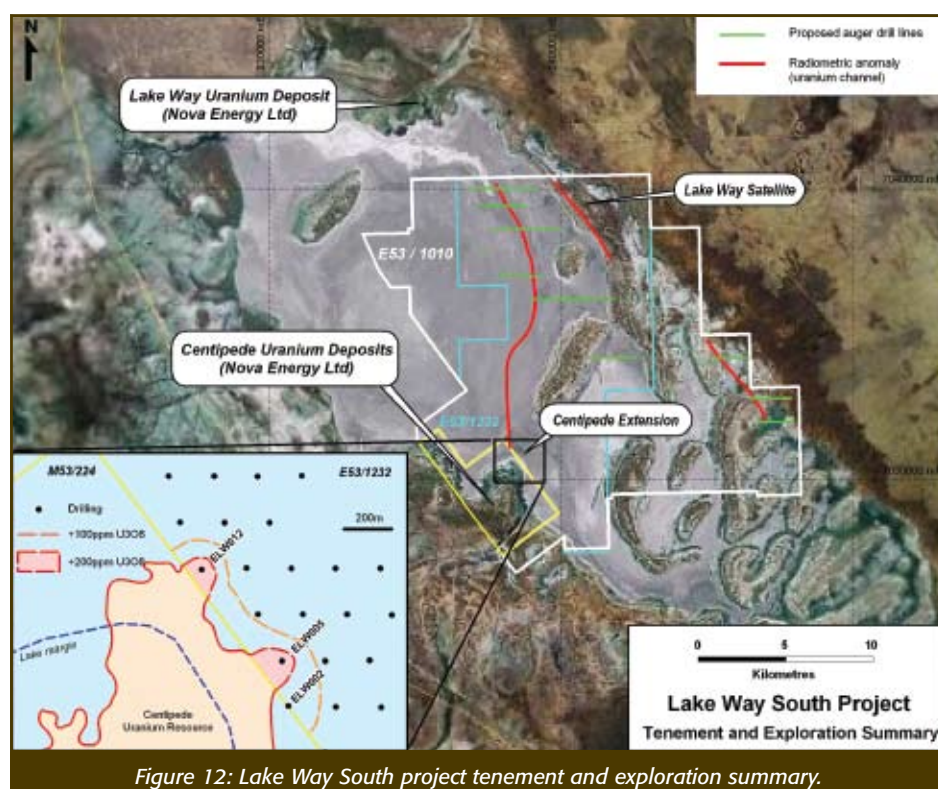 N
Proposed auger drill lines
Radiometric anomaly
(uranium channel)
Lake Way Uranium Deposit
(Nova Energy Ltd)
7040000 m
Lake Way Satellite
E53 / 1010
Centipede Uranium Deposits
(Nova Energy Ltd)
E53/1232
Centipede Extension
M53/224
E53/1232
Drilling
200m
+100ppm U3O8
+200ppm U3O8
ELW012
ELW005
ELW002
Lake margin
Centipede
Uranium Resource
0 5 10
Kilometres
Lake Way South Project
Tenement and Exploration Summary
Figure 12: Lake Way South project tenement and exploration summary.